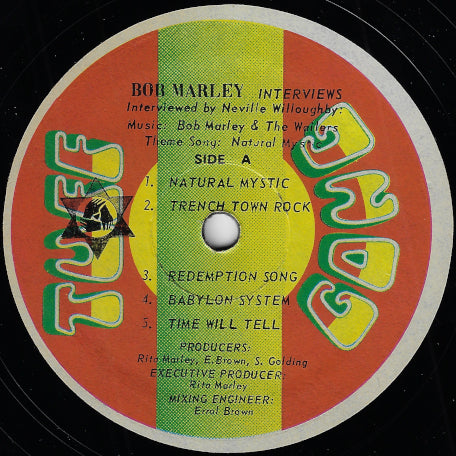 BOB MARLEY INTERVIEWS
Interviewed by Neville Willoughby:
Music: Bob Marley & The Wailers
Theme Song: Natural Mystic
SIDE A
1. NATURAL MYSTIC
2. TRENCH TOWN ROCK
3. REDEMPTION SONG
4. BABYLON SYSTEM
5. TIME WILL TELL
PRODUCERS:
Rita Marley, E. Brown, S. Golding
EXECUTIVE PRODUCER:
Rita Marley
MIXING ENGINEER:
Errol Brown
TUFF
GONG